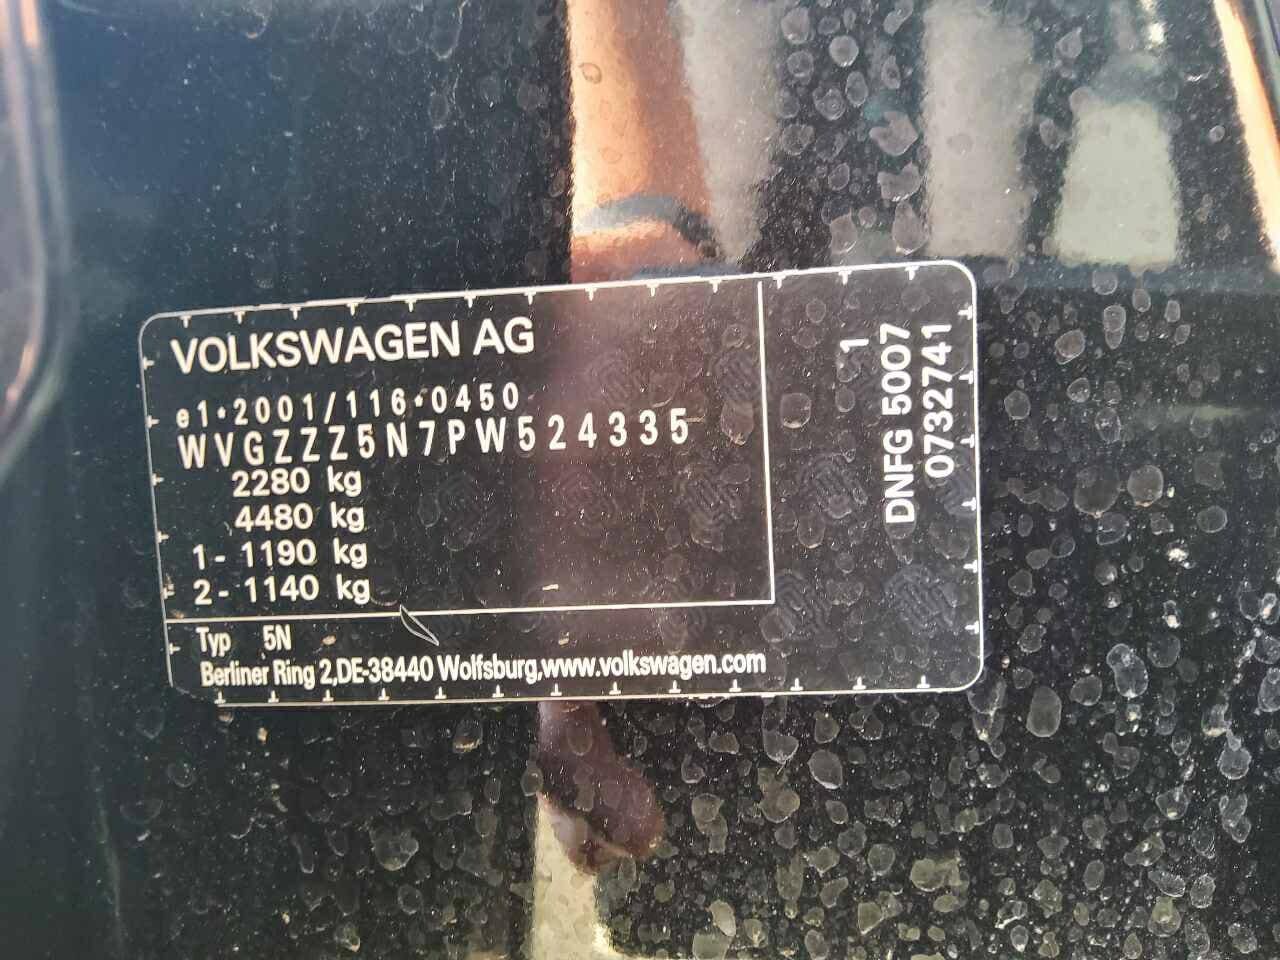 VOLKSWAGEN AG
e1*2001/116*0450
WVGZZZ5N7PW524335
2280 kg
4480 kg
1 - 1190 kg
2 - 1140 kg
Typ 5N
Berliner Ring 2,DE-38440 Wolfsburg,www.volkswagen.com
11
DNFG 5007
0732741